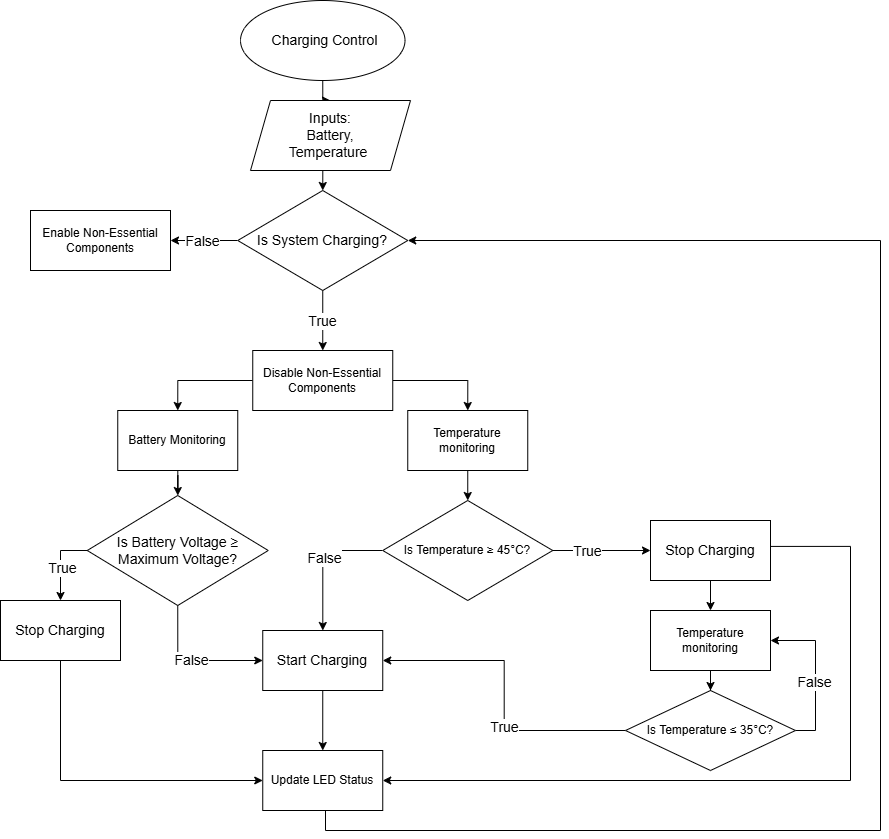 Charging Control
Inputs:
Battery,
Temperature
Is System Charging?
False
Enable Non-Essential
Components
True
Disable Non-Essential
Components
Battery Monitoring
Temperature
monitoring
Is Battery Voltage ≥
Maximum Voltage?
Is Temperature ≥ 45°C?
True
Stop Charging
False
True
Stop Charging
False
Start Charging
Temperature
monitoring
False
Is Temperature ≤ 35°C?
True
Update LED Status